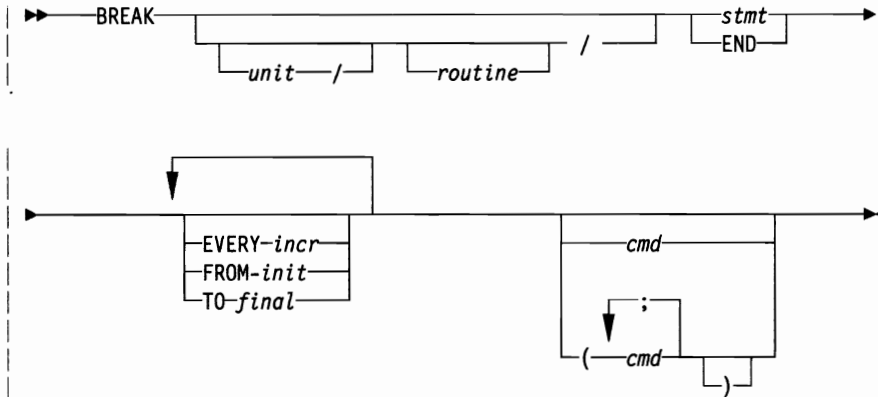 BREAK stmt
/ END
unit / routine
EVERY incr cmd
FROM-init
TO final ;
( cmd
)